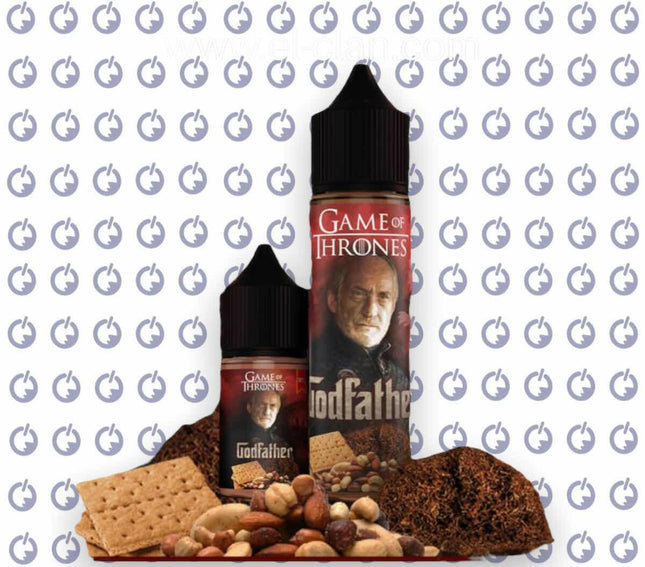 www.el-clan.com
GAME OF
THRONES
Godfather
GAME OF
THRONES
Godfather